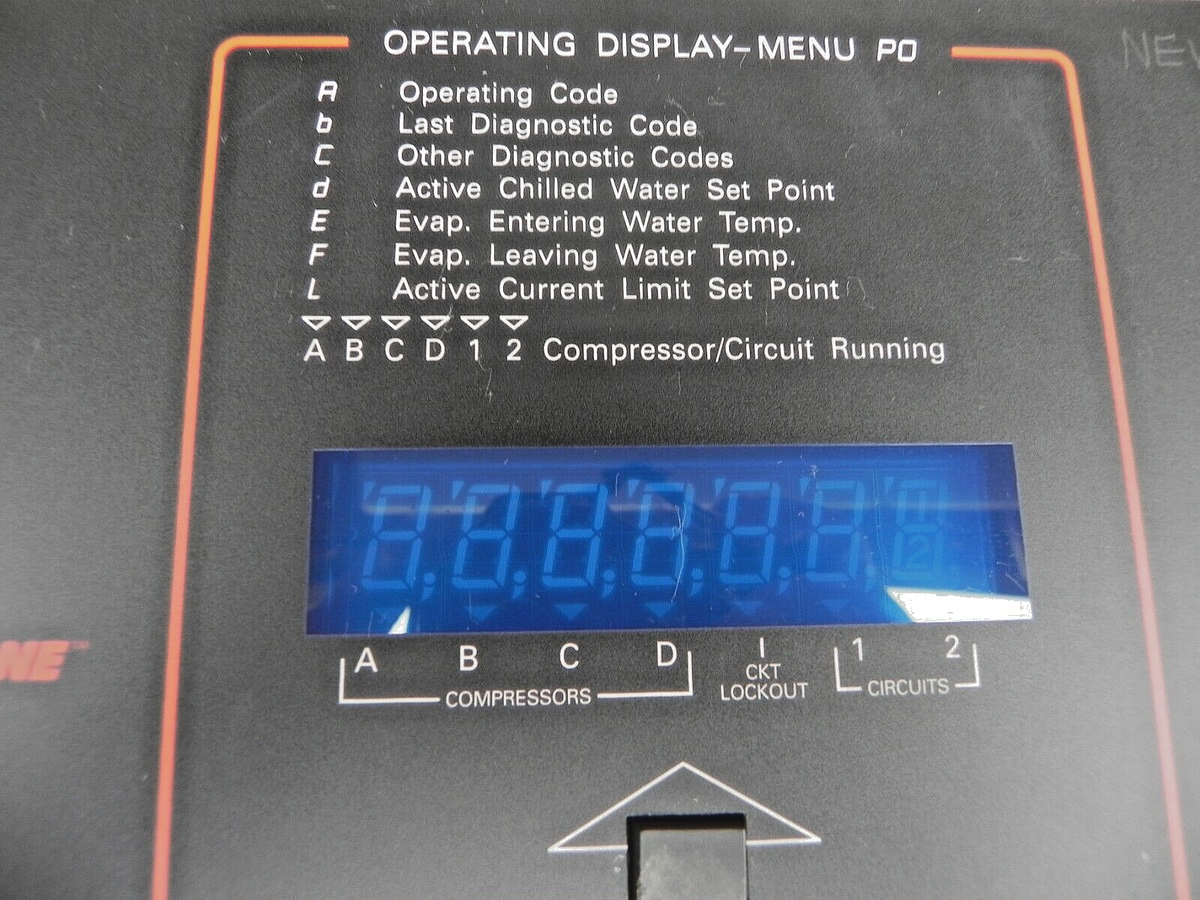 OPERATING DISPLAY-MENU PO
NEW
A Operating Code
b Last Diagnostic Code
C Other Diagnostic Codes
d Active Chilled Water Set Point
E Evap. Entering Water Temp.
F Evap. Leaving Water Temp.
L Active Current Limit Set Point
A B C D 1 2 Compressor/Circuit Running
A B C D 1 2
CKT
LOCKOUT
COMPRESSORS CIRCUITS
NE™